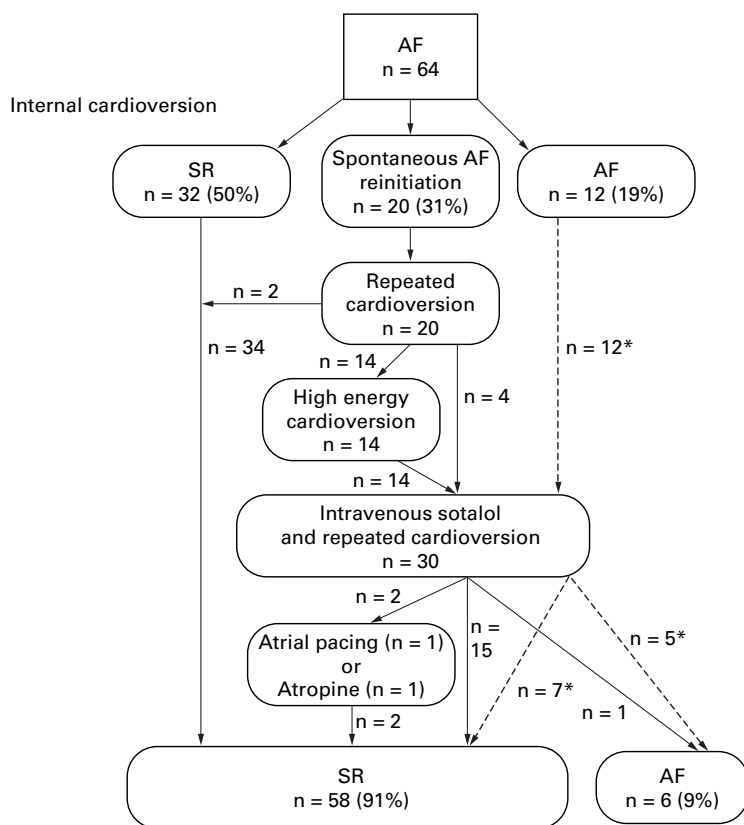 AF
n = 64
Internal cardioversion
SR
n = 32 (50%)
Spontaneous AF
reinitiation
n = 20 (31%)
AF
n = 12 (19%)
n = 2
Repeated
cardioversion
n = 20
n = 34
n = 14
n = 12*
High energy
cardioversion
n = 14
n = 4
n = 14
Intravenous sotalol
and repeated cardioversion
n = 30
n = 2
n =
15
n = 5*
Atrial pacing (n = 1)
or
Atropine (n = 1)
n = 7*
n = 1
n = 2
SR
n = 58 (91%)
AF
n = 6 (9%)